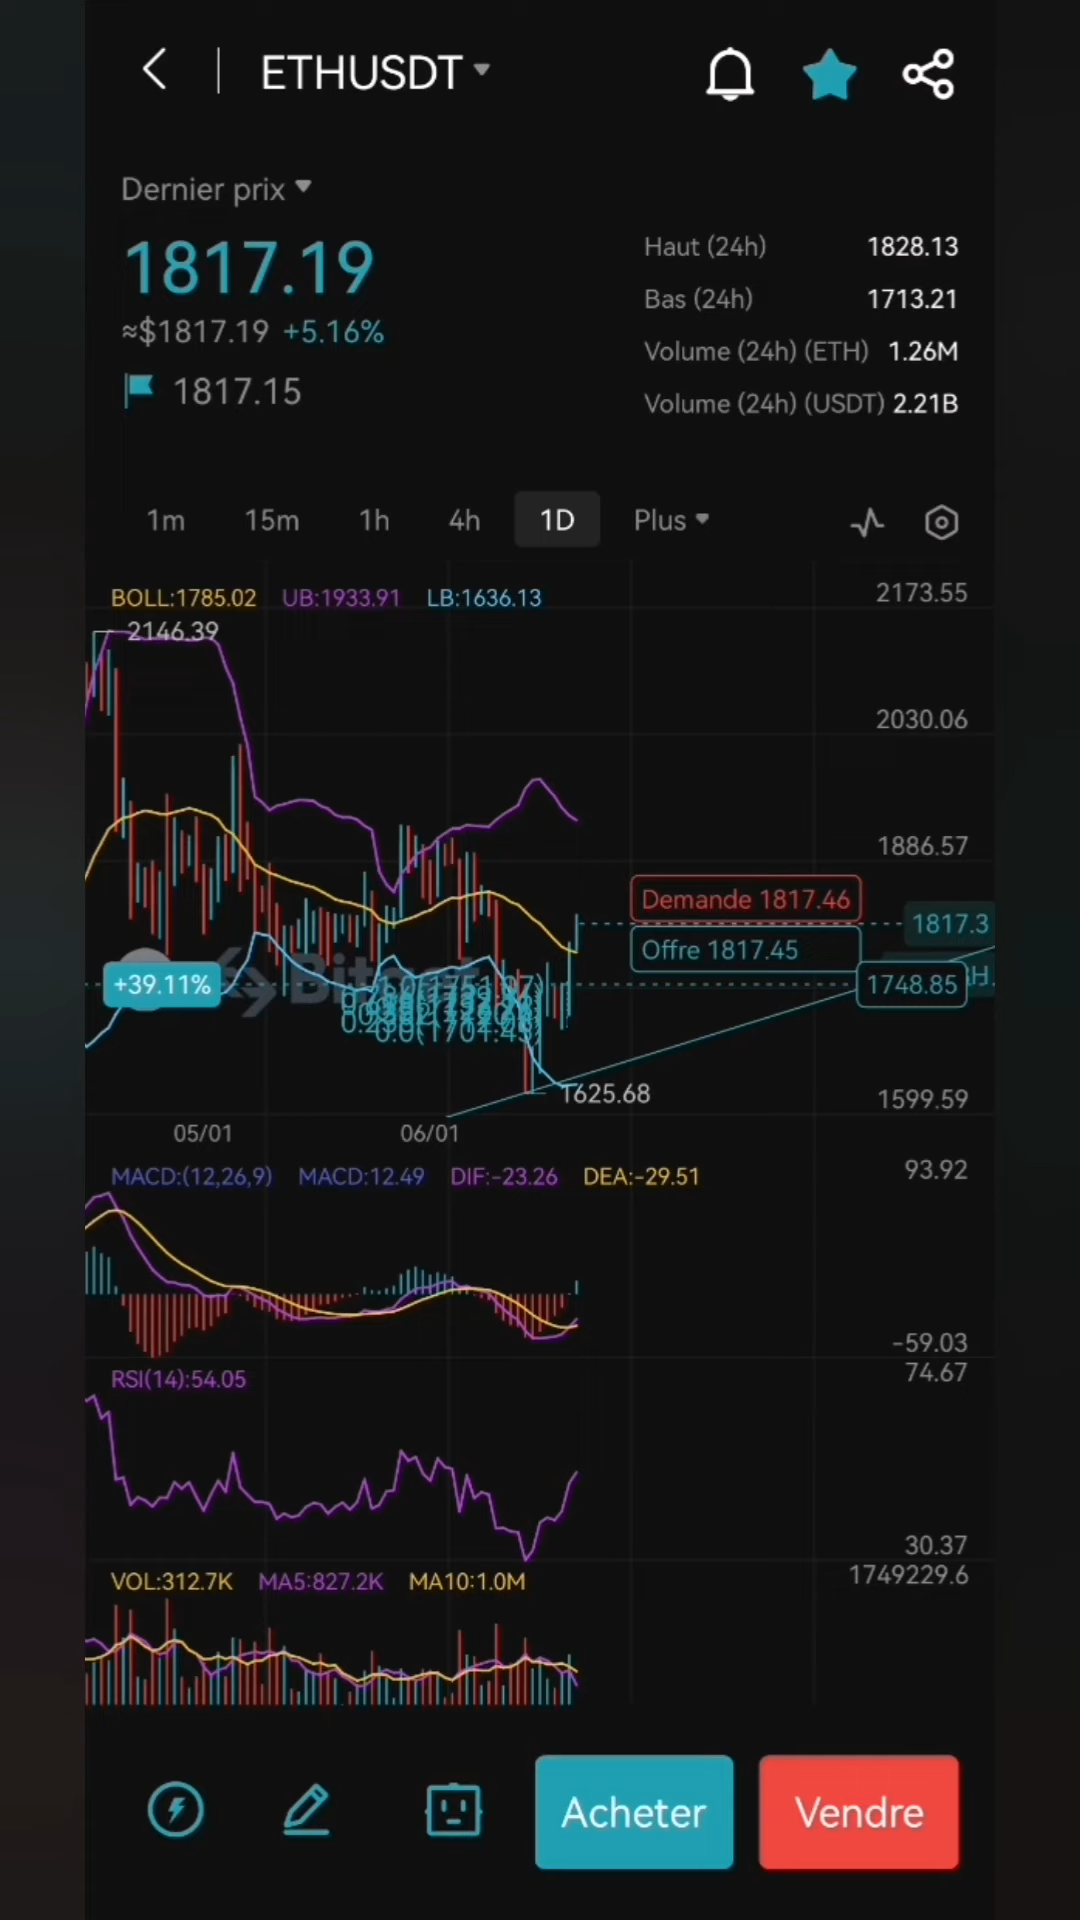 ETHUSDT
Dernier prix
1817.19
≈$1817.19 +5.16%
1817.15
Haut (24h) 1828.13
Bas (24h) 1713.21
Volume (24h) (ETH) 1.26M
Volume (24h) (USDT) 2.21B
1m 15m 1h 4h 1D Plus
BOLL:1785.02 UB:1933.91 LB:1636.13
2173.55
2146.39
2030.06
1886.57
Demande 1817.46
1817.3
Offre 1817.45
+39.11%
1748.85
H
0.0(1701.45)
1625.68
1599.59
05/01 06/01
MACD:(12,26,9) MACD:12.49 DIF:-23.26 DEA:-29.51
93.92
-59.03
RSI(14):54.05
74.67
30.37
VOL:312.7K MA5:827.2K MA10:1.0M
1749229.6
Acheter Vendre